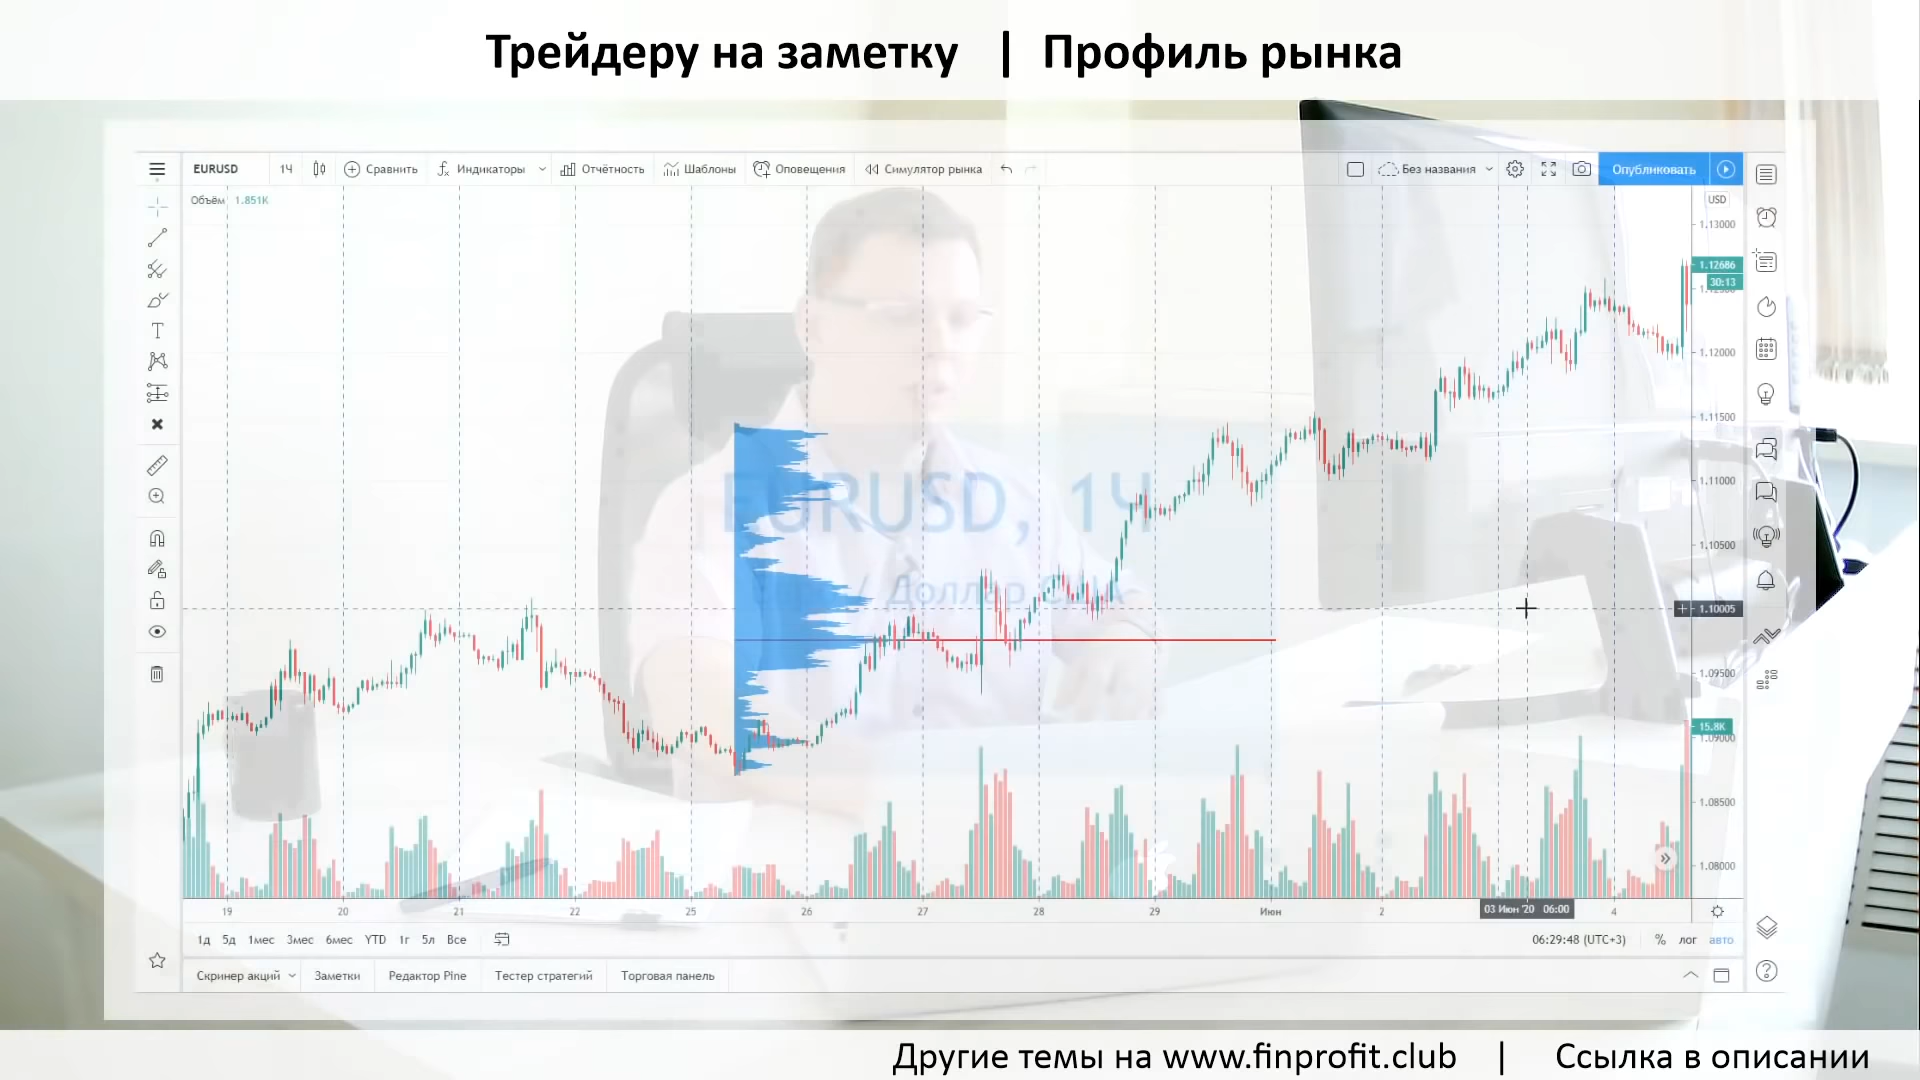 Трейдеру на заметку | Профиль рынка
EURUSD 1Ч Сравнить Индикаторы Отчётность Шаблоны Оповещения Симулятор рынка Без названия Опубликовать
Объём 1.851K
USD
1.13000
1.12686
30:13
1.12000
1.11500
1.11000
EURUSD, 1Ч
1.10500
/ Доллар США
1.10005
1.09500
15.8K
1.09000
1.08500
1.08000
19 20 21 22 25 26 27 28 29 Июн 2 03 Июн '20 06:00 4
1д 5д 1мес 3мес 6мес YTD 1г 5л Все 06:29:48 (UTC+3) % лог авто
Скринер акций Заметки Редактор Pine Тестер стратегий Торговая панель
Другие темы на www.finprofit.club | Ссылка в описании